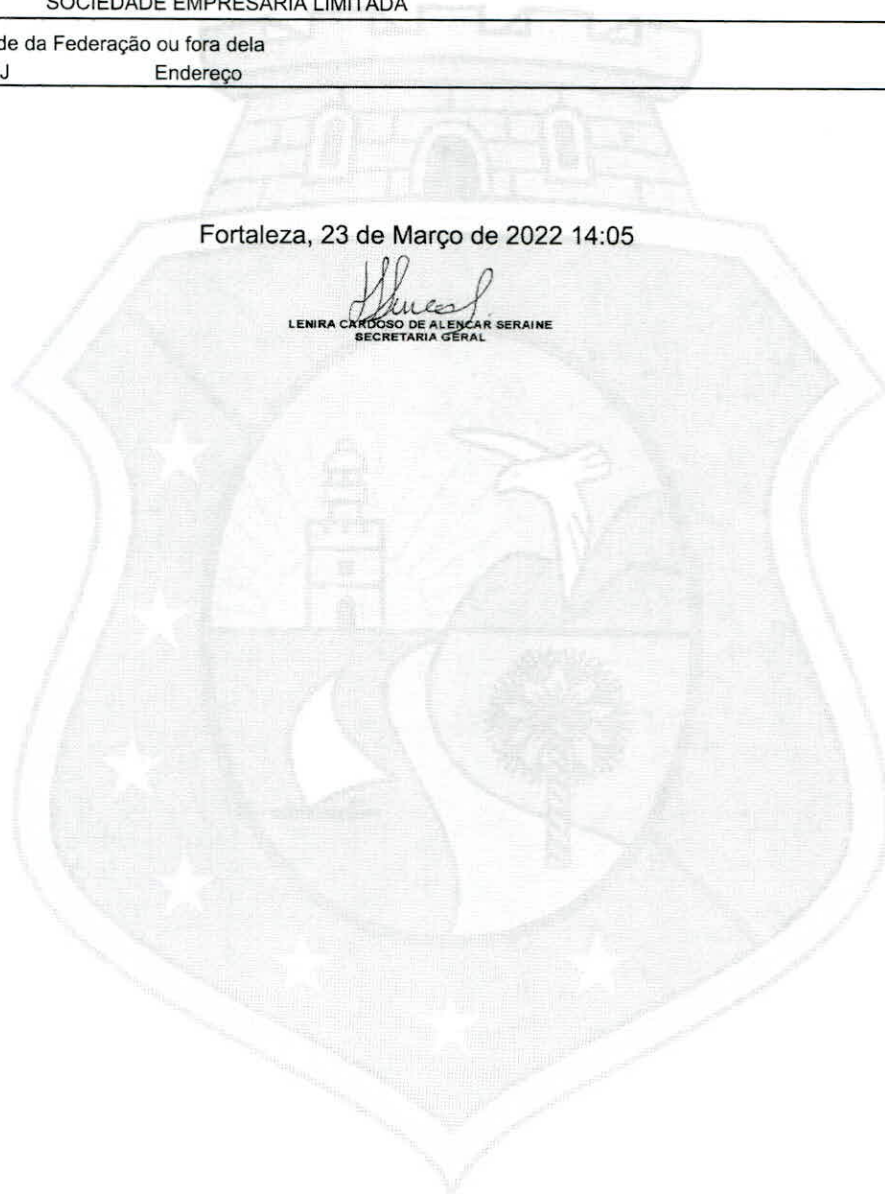 SOCIEDADE EMPRESARIA LIMITADA
de da Federação ou fora dela
J Endereço
Fortaleza, 23 de Março de 2022 14:05
LENIRA CARDOSO DE ALENCAR SERAINE
SECRETARIA GERAL